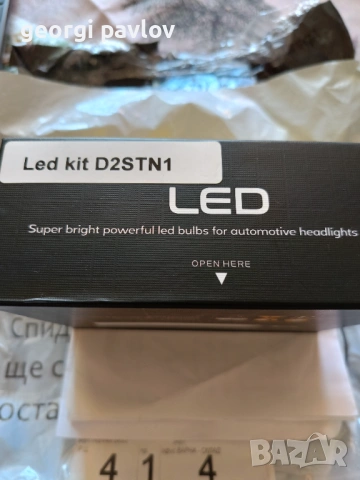 georgi pavlov
Led kit D2STN1
LED
Super bright powerful led bulbs for automotive headlights
OPEN HERE
Спид
ще с
оста
4 1 4
BAZAR